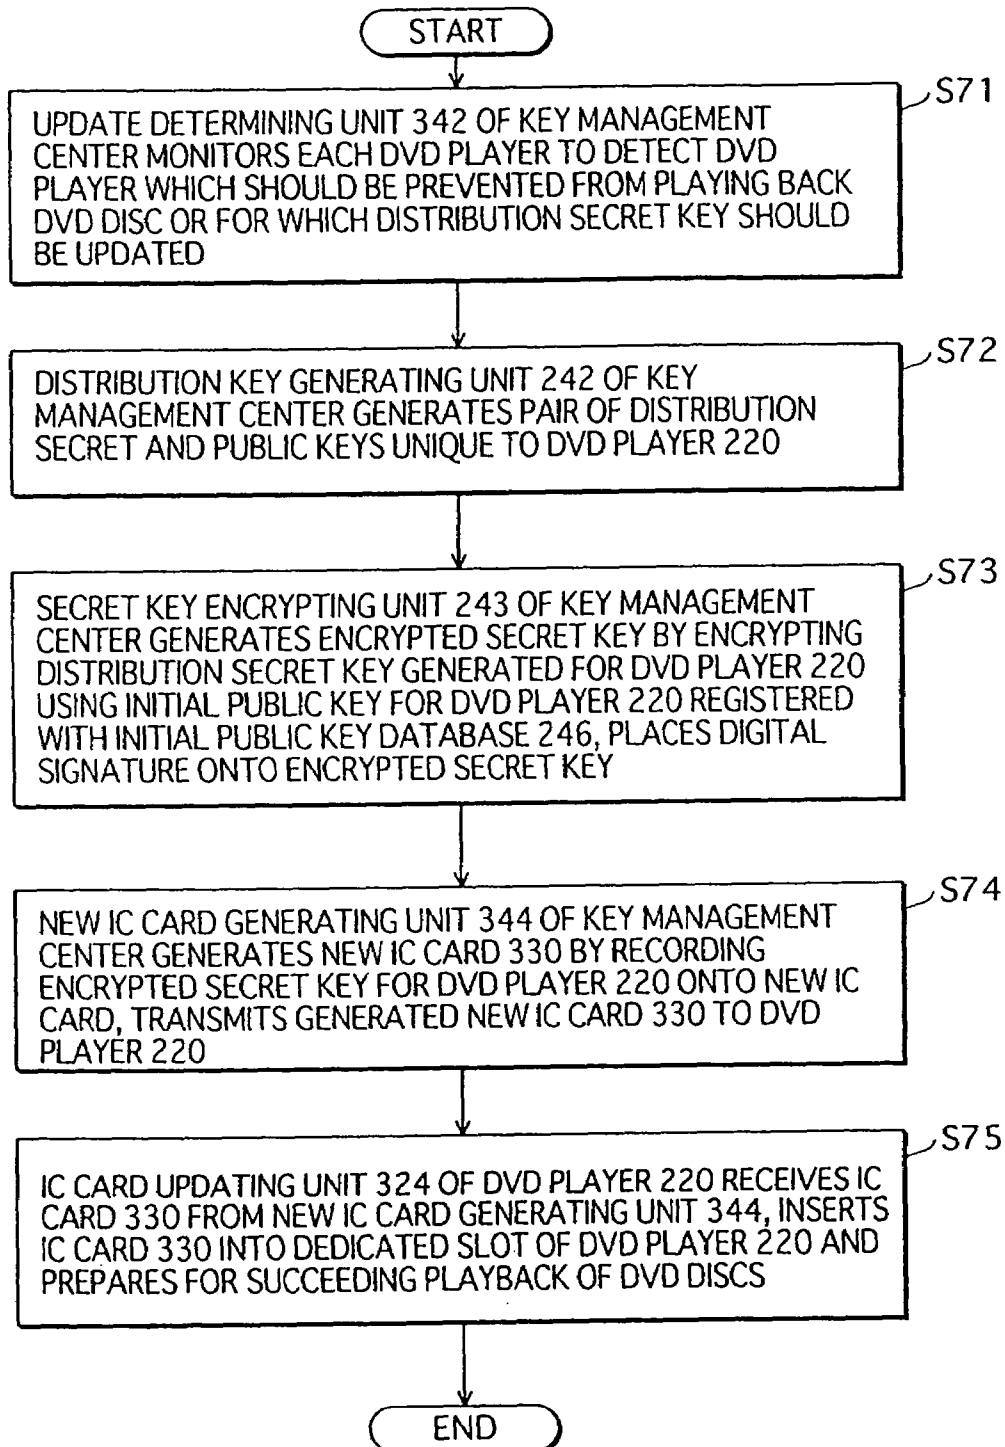 START
S71
UPDATE DETERMINING UNIT 342 OF KEY MANAGEMENT
CENTER MONITORS EACH DVD PLAYER TO DETECT DVD
PLAYER WHICH SHOULD BE PREVENTED FROM PLAYING BACK
DVD DISC OR FOR WHICH DISTRIBUTION SECRET KEY SHOULD
BE UPDATED
S72
DISTRIBUTION KEY GENERATING UNIT 242 OF KEY
MANAGEMENT CENTER GENERATES PAIR OF DISTRIBUTION
SECRET AND PUBLIC KEYS UNIQUE TO DVD PLAYER 220
S73
SECRET KEY ENCRYPTING UNIT 243 OF KEY MANAGEMENT
CENTER GENERATES ENCRYPTED SECRET KEY BY ENCRYPTING
DISTRIBUTION SECRET KEY GENERATED FOR DVD PLAYER 220
USING INITIAL PUBLIC KEY FOR DVD PLAYER 220 REGISTERED
WITH INITIAL PUBLIC KEY DATABASE 246, PLACES DIGITAL
SIGNATURE ONTO ENCRYPTED SECRET KEY
S74
NEW IC CARD GENERATING UNIT 344 OF KEY MANAGEMENT
CENTER GENERATES NEW IC CARD 330 BY RECORDING
ENCRYPTED SECRET KEY FOR DVD PLAYER 220 ONTO NEW IC
CARD, TRANSMITS GENERATED NEW IC CARD 330 TO DVD
PLAYER 220
S75
IC CARD UPDATING UNIT 324 OF DVD PLAYER 220 RECEIVES IC
CARD 330 FROM NEW IC CARD GENERATING UNIT 344, INSERTS
IC CARD 330 INTO DEDICATED SLOT OF DVD PLAYER 220 AND
PREPARES FOR SUCCEEDING PLAYBACK OF DVD DISCS
END